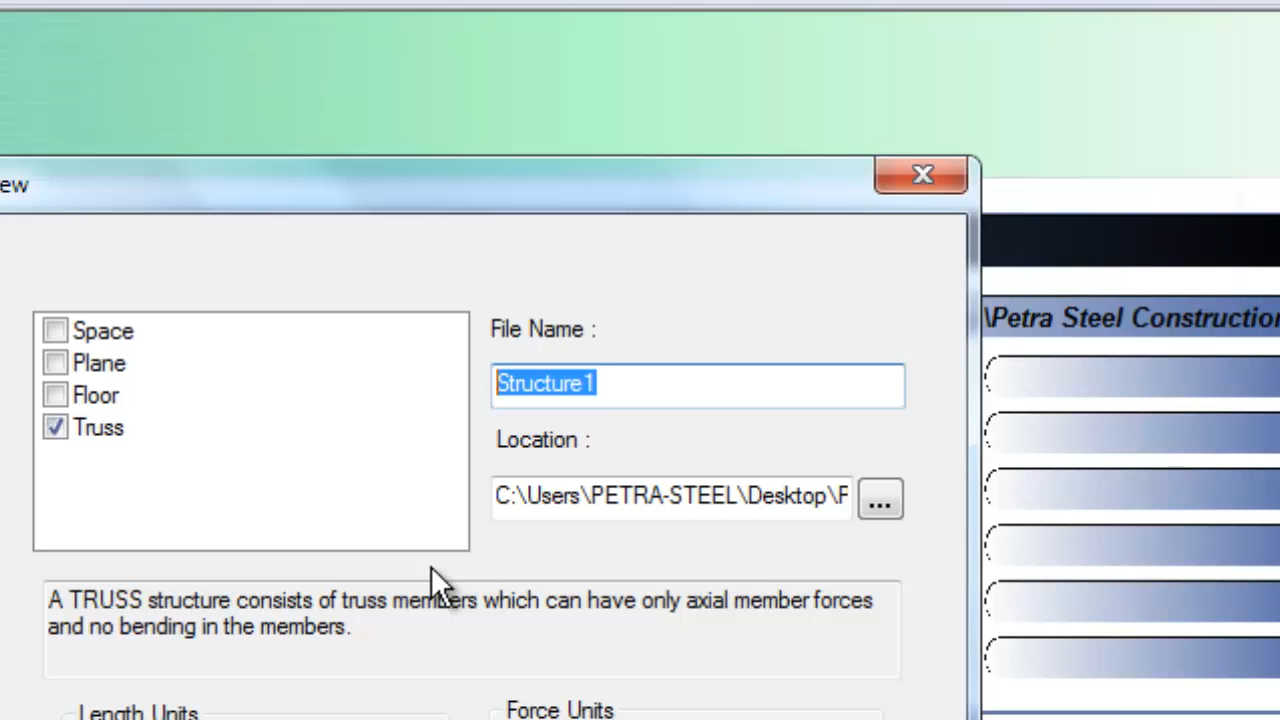 ew
\Petra Steel Construction
Space
Plane
Floor
Truss
File Name :
Structure1
Location :
C:\Users\PETRA-STEEL\Desktop\F
...
A TRUSS structure consists of truss members which can have only axial member forces
and no bending in the members.
Length Units
Force Units